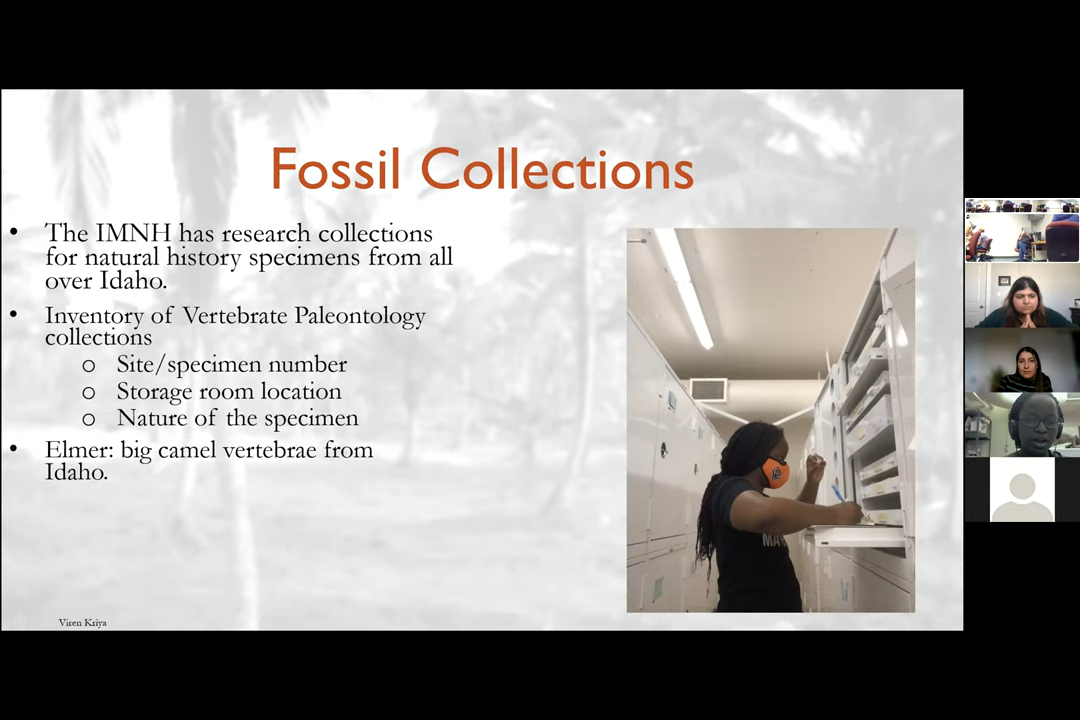 Fossil Collections
• The IMNH has research collections
for natural history specimens from all
over Idaho.
• Inventory of Vertebrate Paleontology
collections
o Site/specimen number
o Storage room location
o Nature of the specimen
• Elmer: big camel vertebrae from
Idaho.
Viren Kriya